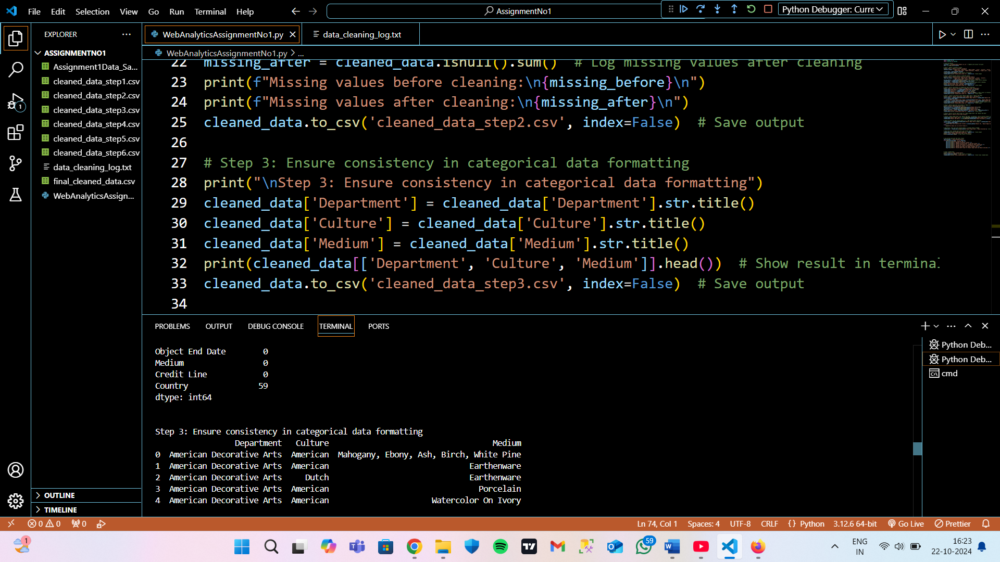 File Edit Selection View Go Run Terminal Help
AssignmentNo1
Python Debugger: Curre
EXPLORER
ASSIGNMENTNO1
Assignment1Data_Sa...
cleaned_data_step1.csv
cleaned_data_step2.csv
cleaned_data_step3.csv
cleaned_data_step4.csv
cleaned_data_step5.csv
cleaned_data_step6.csv
data_cleaning_log.txt
final_cleaned_data.csv
WebAnalyticsAssign...
OUTLINE
TIMELINE
1
WebAnalyticsAssignmentNo1.py
data_cleaning_log.txt
WebAnalyticsAssignmentNo1.py > ...
22 missing_after = cleaned_data.isnull().sum()  # Log missing values after cleaning
23 print(f"Missing values before cleaning:\n{missing_before}\n")
24 print(f"Missing values after cleaning:\n{missing_after}\n")
25 cleaned_data.to_csv('cleaned_data_step2.csv', index=False)  # Save output
26
27 # Step 3: Ensure consistency in categorical data formatting
28 print("\nStep 3: Ensure consistency in categorical data formatting")
29 cleaned_data['Department'] = cleaned_data['Department'].str.title()
30 cleaned_data['Culture'] = cleaned_data['Culture'].str.title()
31 cleaned_data['Medium'] = cleaned_data['Medium'].str.title()
32 print(cleaned_data[['Department', 'Culture', 'Medium']].head())  # Show result in terminal
33 cleaned_data.to_csv('cleaned_data_step3.csv', index=False)  # Save output
34
PROBLEMS OUTPUT DEBUG CONSOLE TERMINAL PORTS
Object End Date 0
Medium 0
Credit Line 0
Country 59
dtype: int64
Step 3: Ensure consistency in categorical data formatting
Department Culture Medium
0 American Decorative Arts American Mahogany, Ebony, Ash, Birch, White Pine
1 American Decorative Arts American Earthenware
2 American Decorative Arts Dutch Earthenware
3 American Decorative Arts American Porcelain
4 American Decorative Arts American Watercolor On Ivory
Python Deb...
Python Deb...
cmd
0 0 0 Ln 74, Col 1 Spaces: 4 UTF-8 CRLF {} Python 3.12.6 64-bit Go Live Prettier
1
59
ENG
IN
16:23
22-10-2024